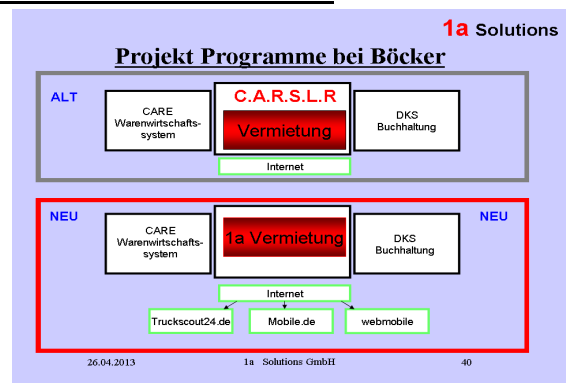 1a Solutions
Projekt Programme bei Böcker
ALT
CARE
Warenwirtschafts-
system
C.A.R.S.L.R
Vermietung
Internet
DKS
Buchhaltung
NEU
NEU
CARE
Warenwirtschafts-
system
1a Vermietung
Internet
DKS
Buchhaltung
Truckscout24.de
Mobile.de
webmobile
26.04.2013
1a Solutions GmbH
40